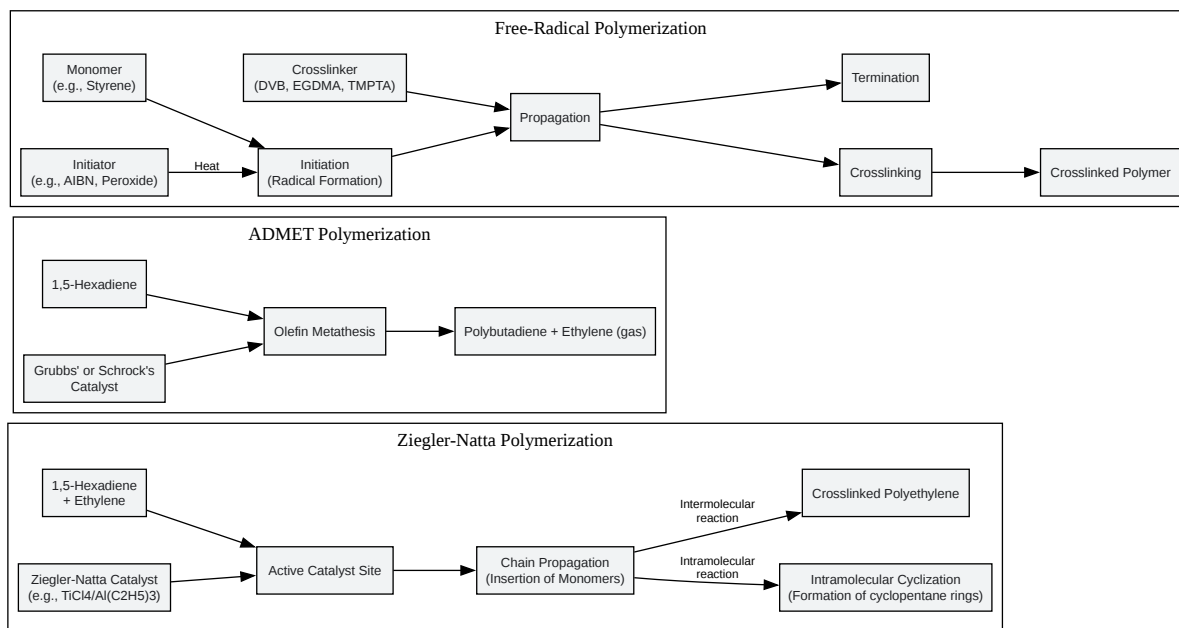 Free-Radical Polymerization
Monomer
(e.g., Styrene)
Crosslinker
(DVB, EGDMA, TMPTA)
Propagation
Termination
Initiator
(e.g., AIBN, Peroxide)
Heat
Initiation
(Radical Formation)
Crosslinking
Crosslinked Polymer
ADMET Polymerization
1,5-Hexadiene
Grubbs' or Schrock's
Catalyst
Olefin Metathesis
Polybutadiene + Ethylene (gas)
Ziegler-Natta Polymerization
1,5-Hexadiene
+ Ethylene
Ziegler-Natta Catalyst
(e.g., TiCl4/Al(C2H5)3)
Active Catalyst Site
Chain Propagation
(Insertion of Monomers)
Intermolecular
reaction
Crosslinked Polyethylene
Intramolecular
reaction
Intramolecular Cyclization
(Formation of cyclopentane rings)